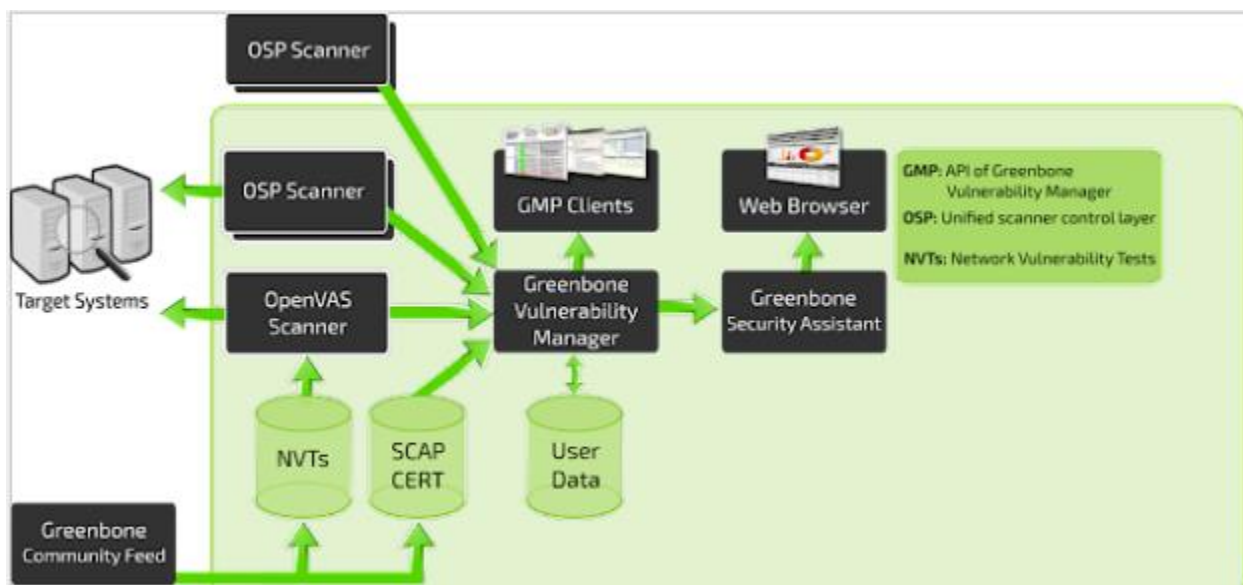 OSP Scanner
OSP Scanner
GMP Clients
Web Browser
GMP: API of Greenbone
Vulnerability Manager
OSP: Unified scanner control layer
NVTs: Network Vulnerability Tests
Target Systems
OpenVAS
Scanner
Greenbone
Vulnerability
Manager
Greenbone
Security Assistant
NVTs
SCAP
CERT
User
Data
Greenbone
Community Feed